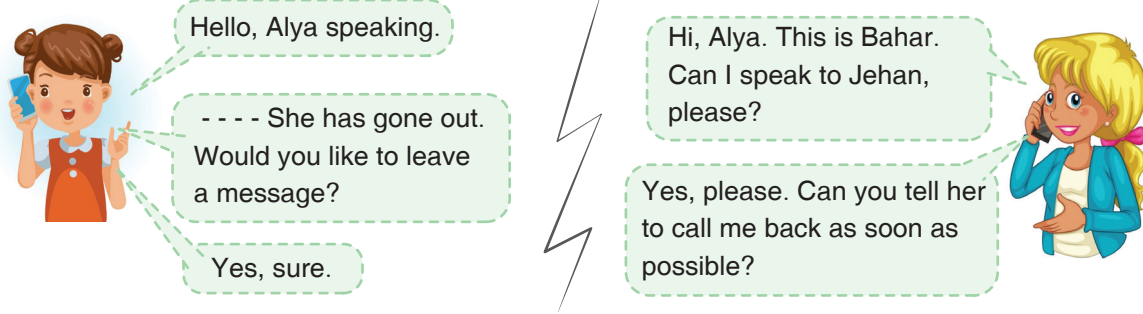 Hello, Alya speaking.
Hi, Alya. This is Bahar.
Can I speak to Jehan,
please?
- - - - She has gone out.
Would you like to leave
a message?
Yes, please. Can you tell her
to call me back as soon as
possible?
Yes, sure.